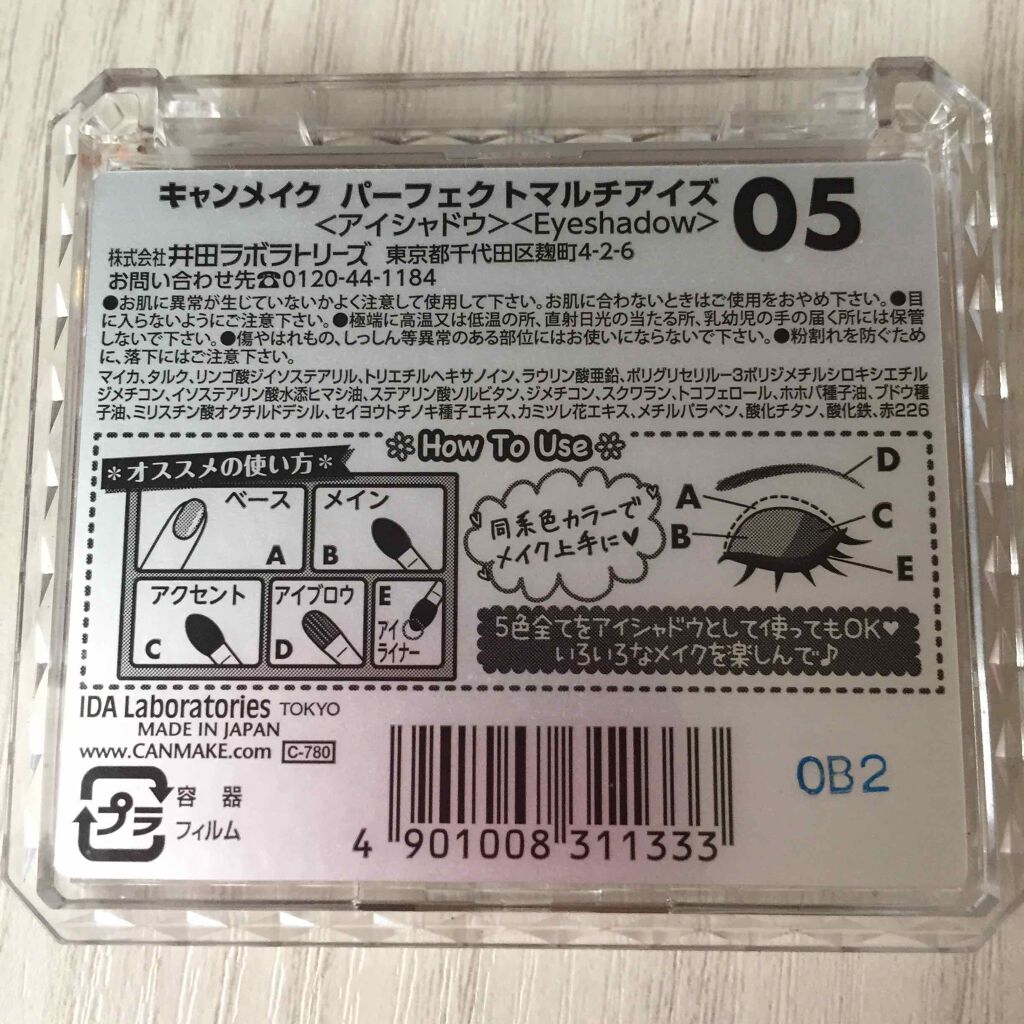 キャンメイク パーフェクトマルチアイズ
<アイシャドウ><Eyeshadow>
05
株式会社 井田ラボラトリーズ 東京都千代田区麹町4-2-6
お問い合わせ先☎0120-44-1184
●お肌に異常が生じていないかよく注意して使用して下さい。お肌に合わないときはご使用をおやめ下さい。●目
に入らないようにご注意下さい。●極端に高温又は低温の所、直射日光の当たる所、乳幼児の手の届く所には保管
しないで下さい。●傷やはれもの、しっしん等異常のある部位にはお使いにならないで下さい。●粉割れを防ぐため
に、落下にはご注意下さい。
マイカ、タルク、リンゴ酸ジイソステアリル、トリエチルヘキサノイン、ラウリン酸亜鉛、ポリグリセリルー3ポリジメチルシロキシエチル
ジメチコン、イソステアリン酸水添ヒマシ油、ステアリン酸ソルビタン、ジメチコン、スクワラン、トコフェロール、ホホバ種子油、ブドウ種
子油、ミリスチン酸オクチルドデシル、セイヨウトチノキ種子エキス、カミツレ花エキス、メチルパラベン、酸化チタン、酸化鉄、赤226
How To Use
*オススメの使い方*
ベース
A
メイン
B
アクセント
C
アイブロウ
D
E
アイ
ライナー
同系色カラーで
メイク上手に♥
A
B
D
C
E
5色全てをアイシャドウとして使ってもOK♥
いろいろなメイクを楽しんで♪
IDA Laboratories TOKYO
MADE IN JAPAN
www.CANMAKE.com C-780
プラ
容 器
フィルム
4 901008 311333
0B2